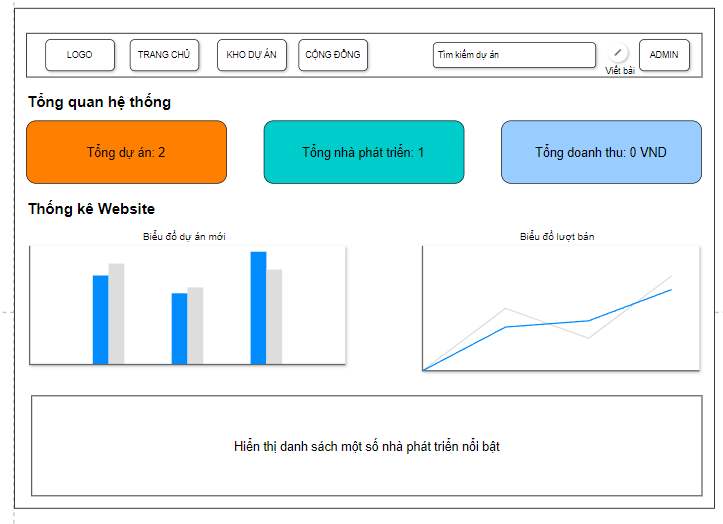 LOGO
TRANG CHỦ
KHO DỰ ÁN
CỘNG ĐỒNG
Tìm kiếm dự án
Viết bài
ADMIN
Tổng quan hệ thống
Tổng dự án: 2
Tổng nhà phát triển: 1
Tổng doanh thu: 0 VND
Thống kê Website
Biểu đồ dự án mới
Biểu đồ lượt bán
Hiển thị danh sách một số nhà phát triển nổi bật